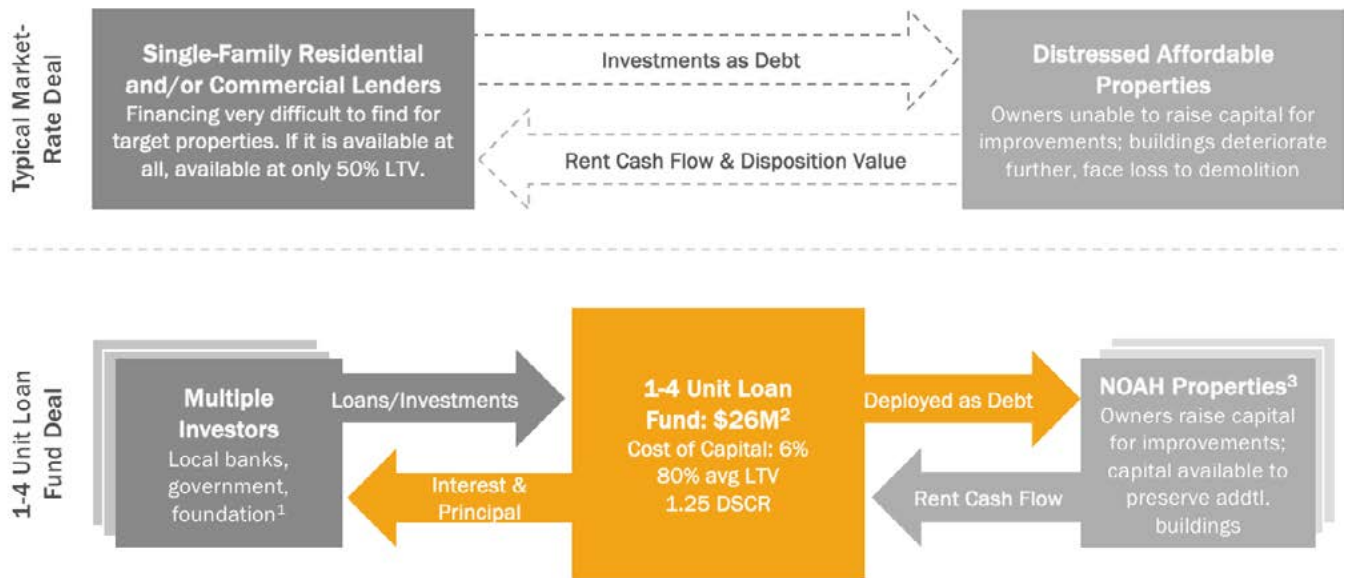 Typical Market-
Rate Deal
Single-Family Residential
and/or Commercial Lenders
Financing very difficult to find for
target properties. If it is available at
all, available at only 50% LTV.
Investments as Debt
Rent Cash Flow & Disposition Value
Distressed Affordable
Properties
Owners unable to raise capital for
improvements; buildings deteriorate
further, face loss to demolition
1-4 Unit Loan
Fund Deal
Multiple
Investors
Local banks,
government,
foundation¹
Loans/Investments
Interest &
Principal
1-4 Unit Loan
Fund: $26M²
Cost of Capital: 6%
80% avg LTV
1.25 DSCR
Deployed as Debt
Rent Cash Flow
NOAH Properties³
Owners raise capital
for improvements;
capital available to
preserve addtl.
buildings